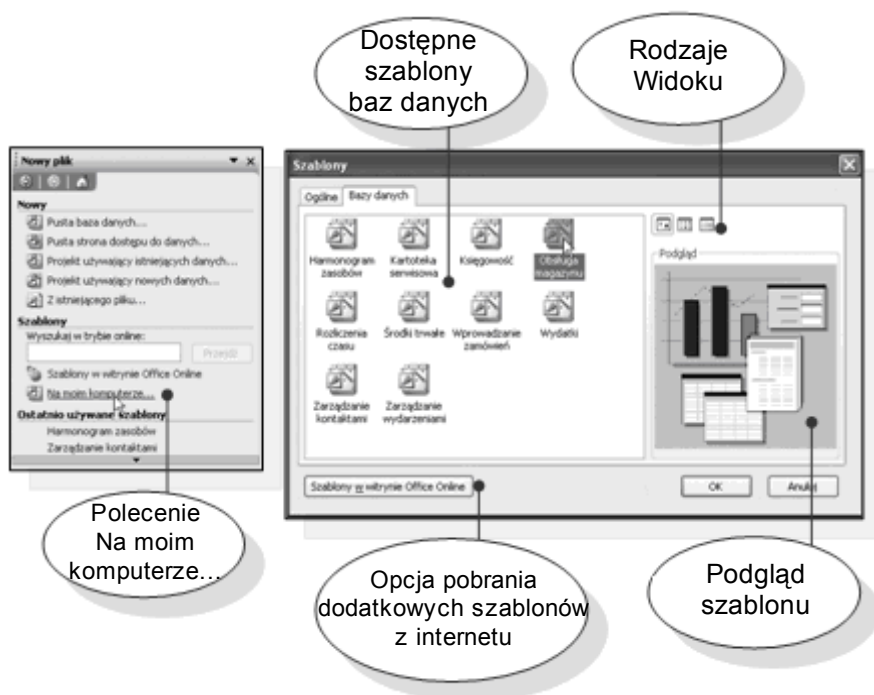 Dostępne
szablony
baz danych
Rodzaje
Widoku
Nowy plik
Nowy
Pusta baza danych...
Pusta strona dostępu do danych...
Projekt używający istniejących danych...
Projekt używający nowych danych...
Z istniejącego pliku...
Szablony
Wyszukaj w trybie online:
Przejdź
Szablony w witrynie Office Online
Na moim komputerze...
Ostatnio używane szablony
Harmonogram zasobów
Zarządzanie kontaktami
Szablony
Ogólne Bazy danych
Harmonogram zasobów
Kartoteka serwisowa
Księgowość
Obsługa magazynu
Rozliczenia czasu
Środki trwałe
Wprowadzanie zamówień
Wydatki
Zarządzanie kontaktami
Zarządzanie wydarzeniami
Podgląd
Szablony w witrynie Office Online
OK
Anuluj
Polecenie
Na moim
komputerze...
Opcja pobrania
dodatkowych szablonów
z internetu
Podgląd
szablonu